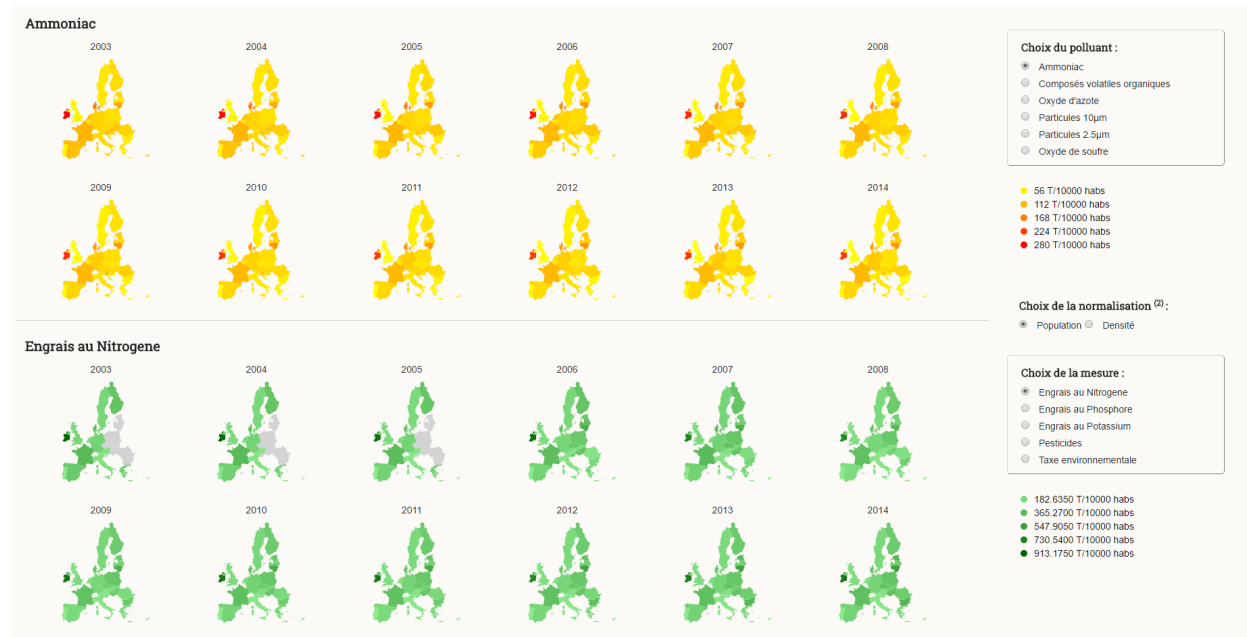 Ammoniac
2003 2004 2005 2006 2007 2008
2009 2010 2011 2012 2013 2014
Engrais au Nitrogene
2003 2004 2005 2006 2007 2008
2009 2010 2011 2012 2013 2014
Choix du polluant :
Ammoniac
Composés volatiles organiques
Oxyde d'azote
Particules 10µm
Particules 2.5µm
Oxyde de soufre
56 T/10000 habs
112 T/10000 habs
168 T/10000 habs
224 T/10000 habs
280 T/10000 habs
Choix de la normalisation (2) :
Population Densité
Choix de la mesure :
Engrais au Nitrogene
Engrais au Phosphore
Engrais au Potassium
Pesticides
Taxe environnementale
182.6350 T/10000 habs
365.2700 T/10000 habs
547.9050 T/10000 habs
730.5400 T/10000 habs
913.1750 T/10000 habs